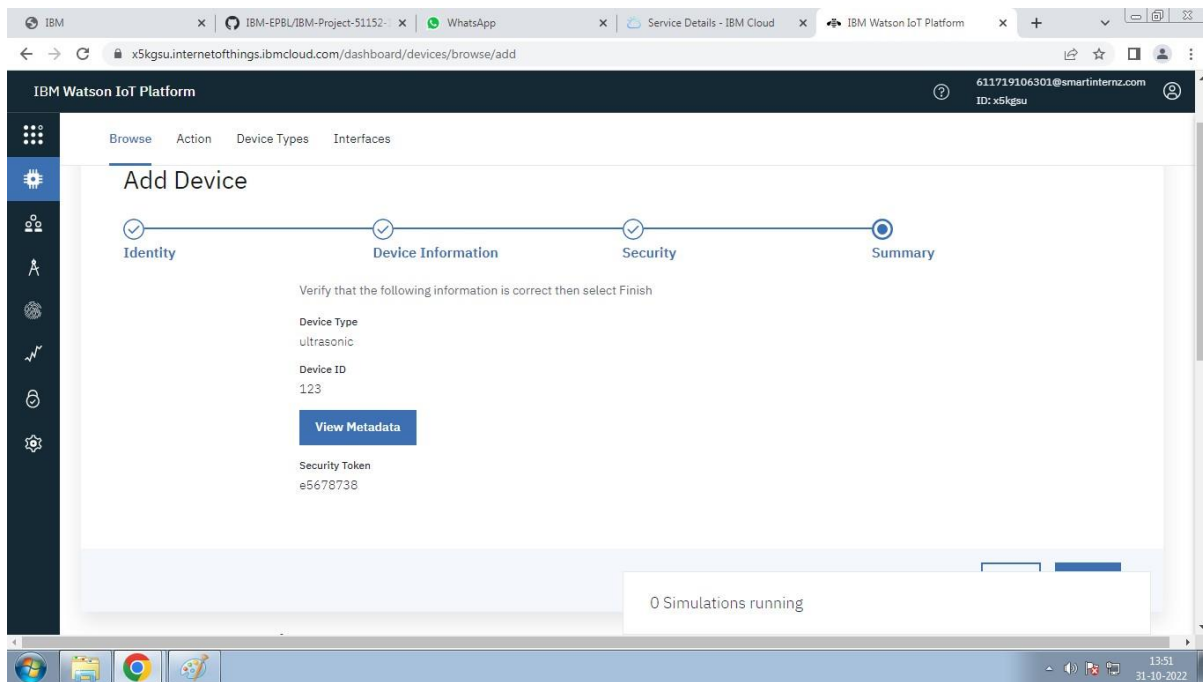 IBM
IBM-EPBL/IBM-Project-51152-
WhatsApp
Service Details - IBM Cloud
IBM Watson IoT Platform
x5kgsu.internetofthings.ibmcloud.com/dashboard/devices/browse/add
IBM Watson IoT Platform
611719106301@smartinternz.com
ID: x5kgsu
Browse Action Device Types Interfaces
Add Device
Identity Device Information Security Summary
Verify that the following information is correct then select Finish
Device Type
ultrasonic
Device ID
123
View Metadata
Security Token
e5678738
0 Simulations running
13:51
31-10-2022